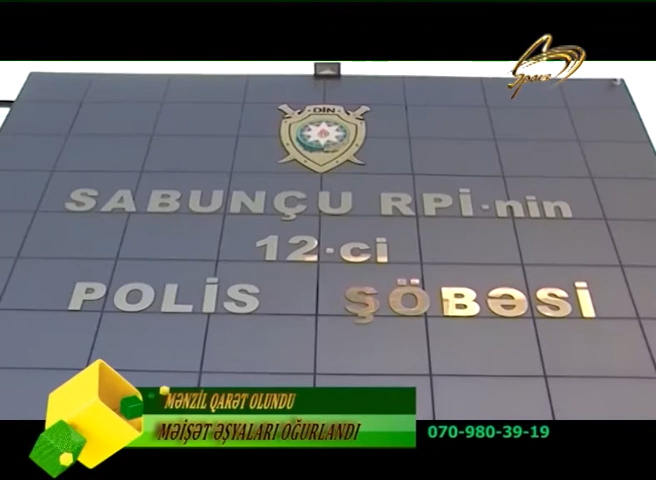 Space
DİN
SABUNÇU RPİ-nin
12-ci
POLİS ŞÖBƏSİ
MƏNZİL QARƏT OLUNDU
MƏİŞƏT ƏŞYALARI OĞURLANDI
070-980-39-19